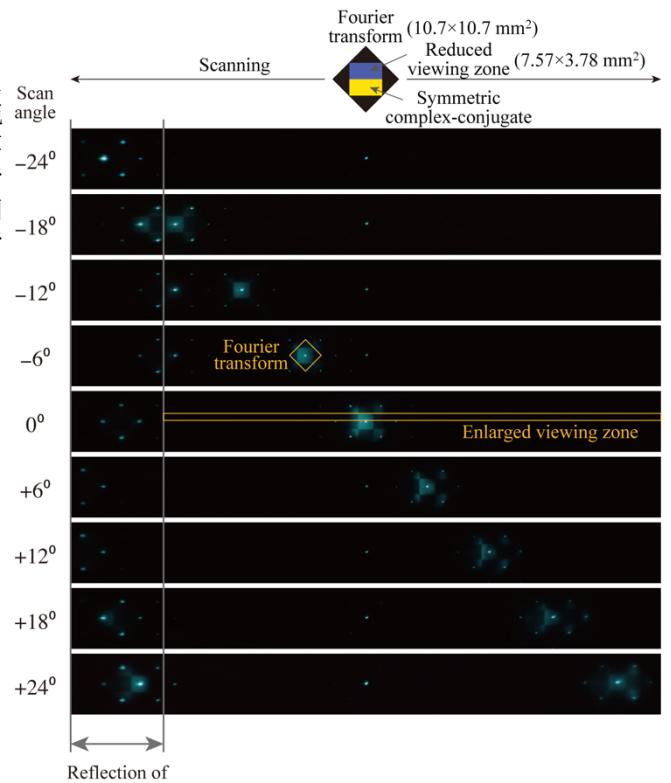 Fourier
transform (10.7×10.7 mm²)
Reduced
viewing zone (7.57×3.78 mm²)
Scanning
Symmetric
complex-conjugate
Scan
angle
−24⁰
−18⁰
−12⁰
−6⁰
Fourier
transform
0⁰
Enlarged viewing zone
+6⁰
+12⁰
+18⁰
+24⁰
Reflection of